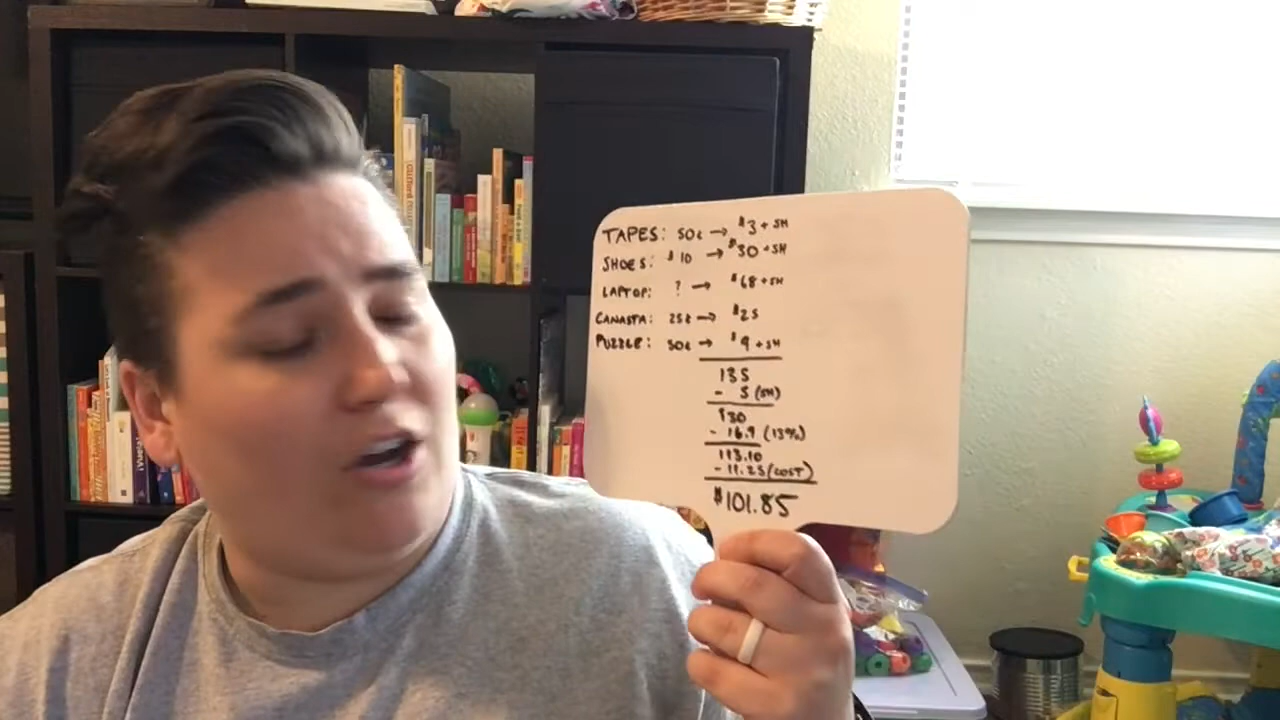 TAPES: 50¢ → $3 + SH
SHOES: $10 → $30 + SH
LAPTOP: ? → $68 + SH
CANASTA: 25¢ → $25
PUZZLE: 50¢ → $9 + SH
135
- 5 (SH)
130
- 16.9 (13%)
113.10
- 11.25 (COST)
$101.85